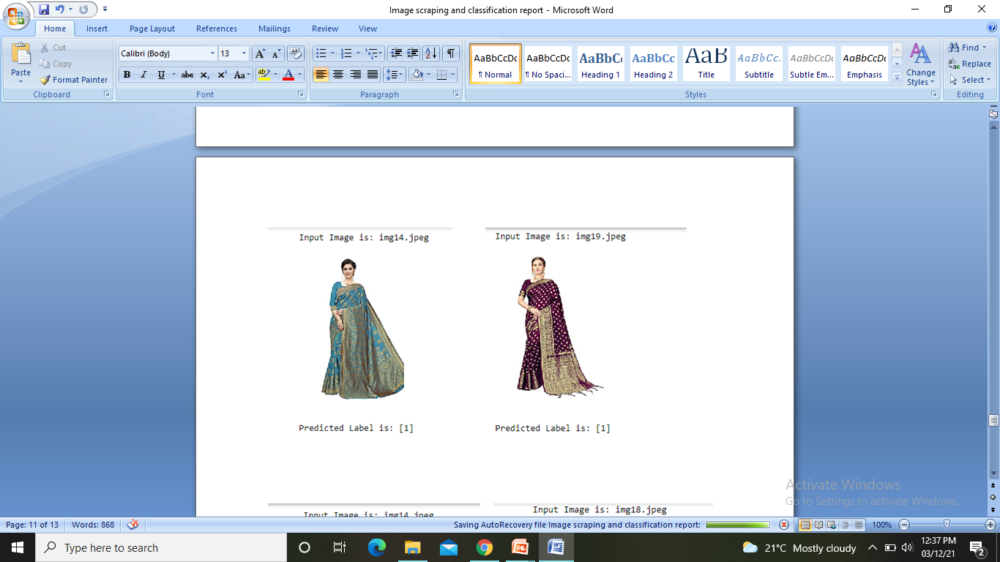 Image scraping and classification report - Microsoft Word
Home Insert Page Layout References Mailings Review View
Paste
Cut
Copy
Format Painter
Clipboard
Calibri (Body) 13
B I U abc x₂ x² Aa ab A
Font
Paragraph
AaBbCcDc AaBbCcDc AaBbC AaBbCc AaB AaBbCc. AaBbCcDc AaBbCcDc
¶ Normal ¶ No Spaci... Heading 1 Heading 2 Title Subtitle Subtle Em... Emphasis
Styles
Change Styles
Find
Replace
Select
Editing
Input Image is: img14.jpeg
Input Image is: img19.jpeg
Predicted Label is: [1]
Predicted Label is: [1]
Input Image is: img14.jpeg
Input Image is: img18.jpeg
Activate Windows
Go to Settings to activate Windows.
Page: 11 of 13 Words: 868
Saving AutoRecovery file Image scraping and classification report:
100%
Type here to search
21°C Mostly cloudy
12:37 PM
03/12/21
2